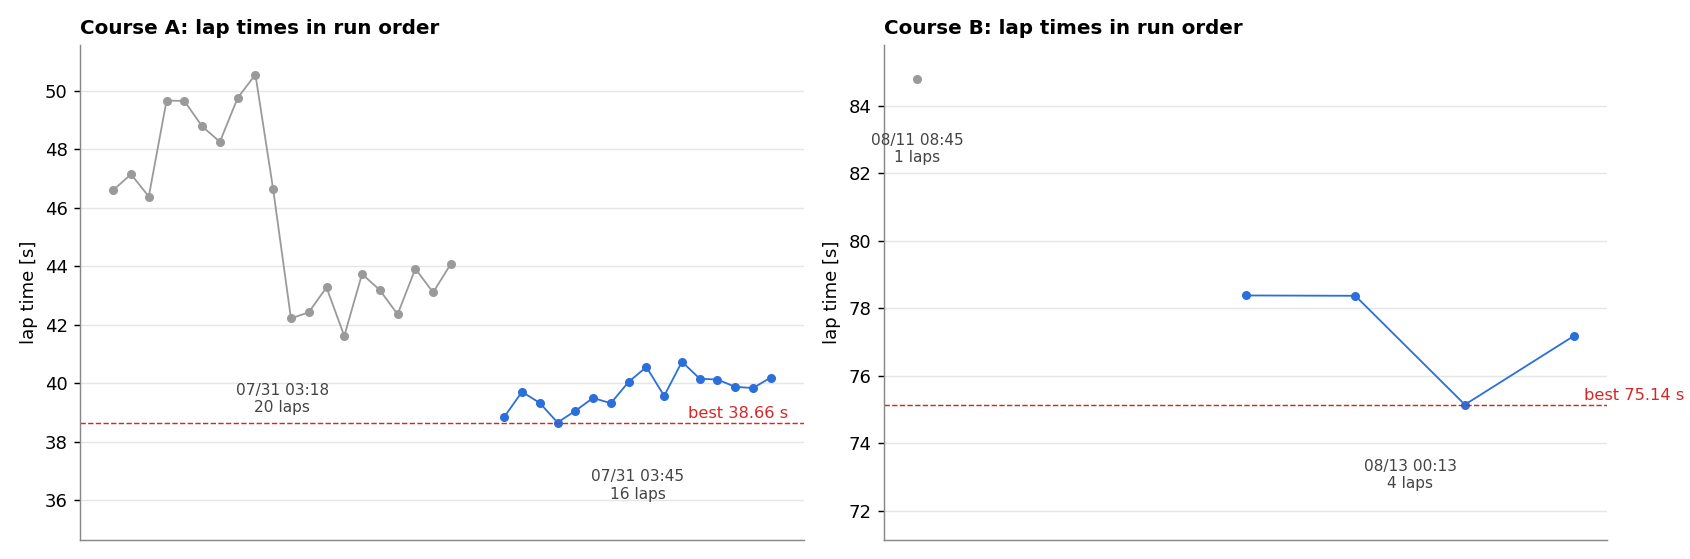 Course A: lap times in run order
lap time [s]
50
48
46
44
42
40
38
36
07/31 03:18
20 laps
best 38.66 s
07/31 03:45
16 laps
Course B: lap times in run order
lap time [s]
84
82
80
78
76
74
72
08/11 08:45
1 laps
best 75.14 s
08/13 00:13
4 laps